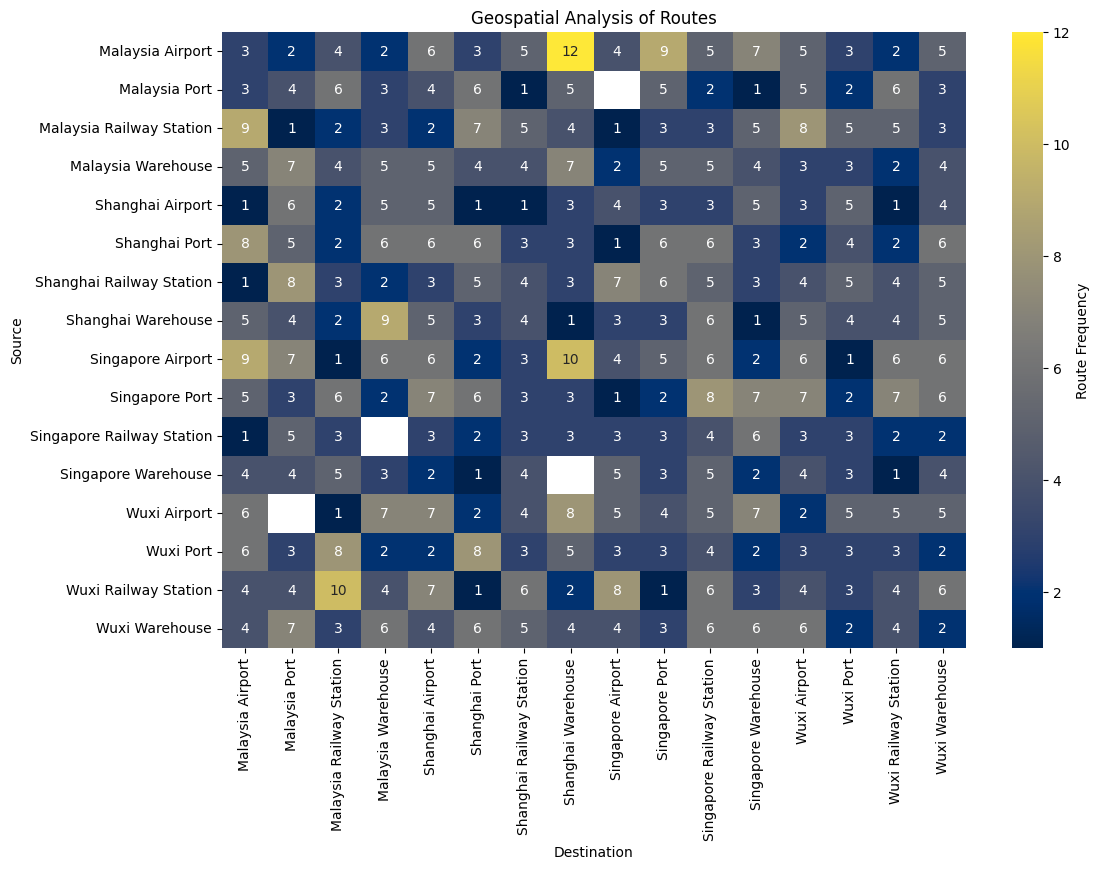 Geospatial Analysis of Routes
Malaysia Airport 3 2 4 2 6 3 5 12 4 9 5 7 5 3 2 5
Malaysia Port 3 4 6 3 4 6 1 5 5 2 1 5 2 6 3
Malaysia Railway Station 9 1 2 3 2 7 5 4 1 3 3 5 8 5 5 3
Malaysia Warehouse 5 7 4 5 5 4 4 7 2 5 5 4 3 3 2 4
Shanghai Airport 1 6 2 5 5 1 1 3 4 3 3 5 3 5 1 4
Shanghai Port 8 5 2 6 6 6 3 3 1 6 6 3 2 4 2 6
Shanghai Railway Station 1 8 3 2 3 5 4 3 7 6 5 3 4 5 4 5
Shanghai Warehouse 5 4 2 9 5 3 4 1 3 3 6 1 5 4 4 5
Singapore Airport 9 7 1 6 6 2 3 10 4 5 6 2 6 1 6 6
Singapore Port 5 3 6 2 7 6 3 3 1 2 8 7 7 2 7 6
Singapore Railway Station 1 5 3 3 2 3 3 3 3 4 6 3 3 2 2
Singapore Warehouse 4 4 5 3 2 1 4 5 3 5 2 4 3 1 4
Wuxi Airport 6 1 7 7 2 4 8 5 4 5 7 2 5 5 5
Wuxi Port 6 3 8 2 2 8 3 5 3 3 4 2 3 3 3 2
Wuxi Railway Station 4 4 10 4 7 1 6 2 8 1 6 3 4 3 4 6
Wuxi Warehouse 4 7 3 6 4 6 5 4 4 3 6 6 6 2 4 2
Source
Malaysia Airport
Malaysia Port
Malaysia Railway Station
Malaysia Warehouse
Shanghai Airport
Shanghai Port
Shanghai Railway Station
Shanghai Warehouse
Singapore Airport
Singapore Port
Singapore Railway Station
Singapore Warehouse
Wuxi Airport
Wuxi Port
Wuxi Railway Station
Wuxi Warehouse
Destination
12
10
8
6
4
2
Route Frequency